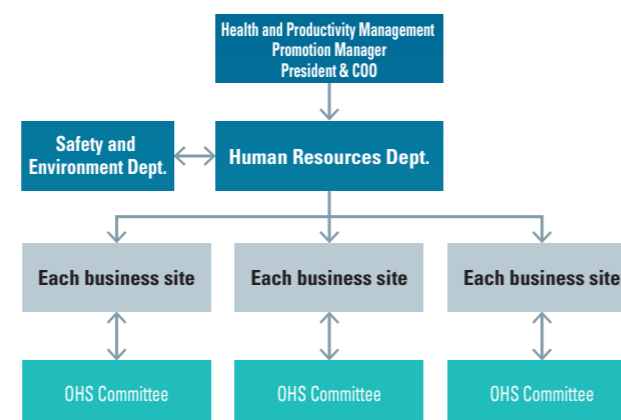 Health and Productivity Management
Promotion Manager
President & COO
Safety and
Environment Dept.
Human Resources Dept.
Each business site
Each business site
Each business site
OHS Committee
OHS Committee
OHS Committee